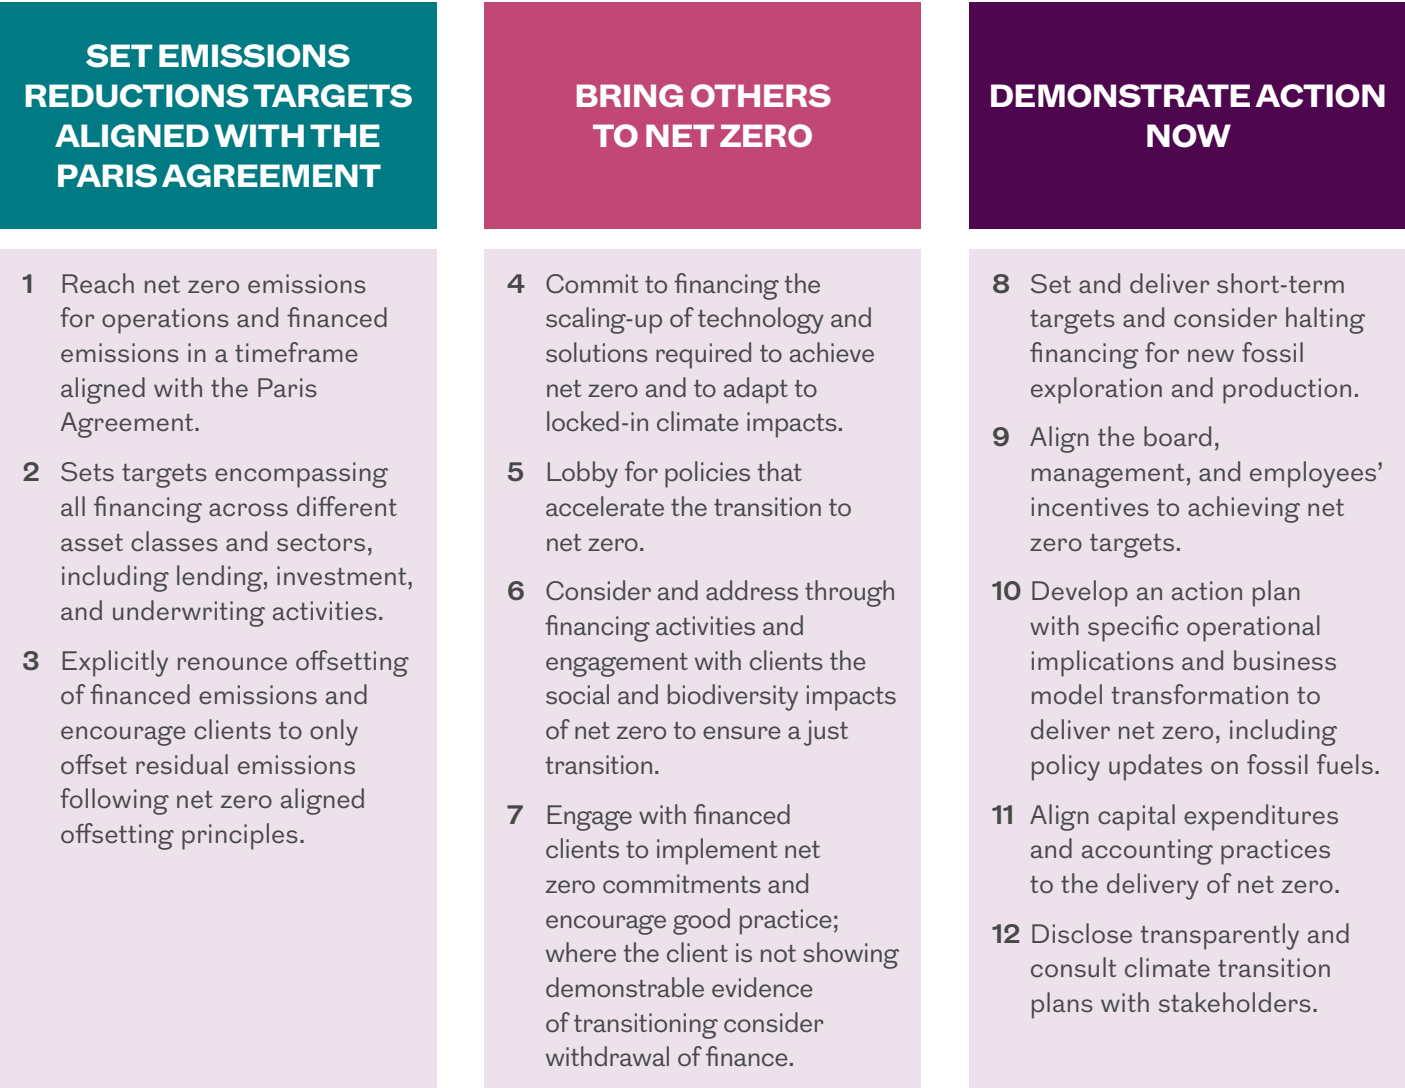 SET EMISSIONS
REDUCTIONS TARGETS
ALIGNED WITH THE
PARIS AGREEMENT
1 Reach net zero emissions
for operations and financed
emissions in a timeframe
aligned with the Paris
Agreement.
2 Sets targets encompassing
all financing across different
asset classes and sectors,
including lending, investment,
and underwriting activities.
3 Explicitly renounce offsetting
of financed emissions and
encourage clients to only
offset residual emissions
following net zero aligned
offsetting principles.
BRING OTHERS
TO NET ZERO
4 Commit to financing the
scaling-up of technology and
solutions required to achieve
net zero and to adapt to
locked-in climate impacts.
5 Lobby for policies that
accelerate the transition to
net zero.
6 Consider and address through
financing activities and
engagement with clients the
social and biodiversity impacts
of net zero to ensure a just
transition.
7 Engage with financed
clients to implement net
zero commitments and
encourage good practice;
where the client is not showing
demonstrable evidence
of transitioning consider
withdrawal of finance.
DEMONSTRATE ACTION
NOW
8 Set and deliver short-term
targets and consider halting
financing for new fossil
exploration and production.
9 Align the board,
management, and employees’
incentives to achieving net
zero targets.
10 Develop an action plan
with specific operational
implications and business
model transformation to
deliver net zero, including
policy updates on fossil fuels.
11 Align capital expenditures
and accounting practices
to the delivery of net zero.
12 Disclose transparently and
consult climate transition
plans with stakeholders.